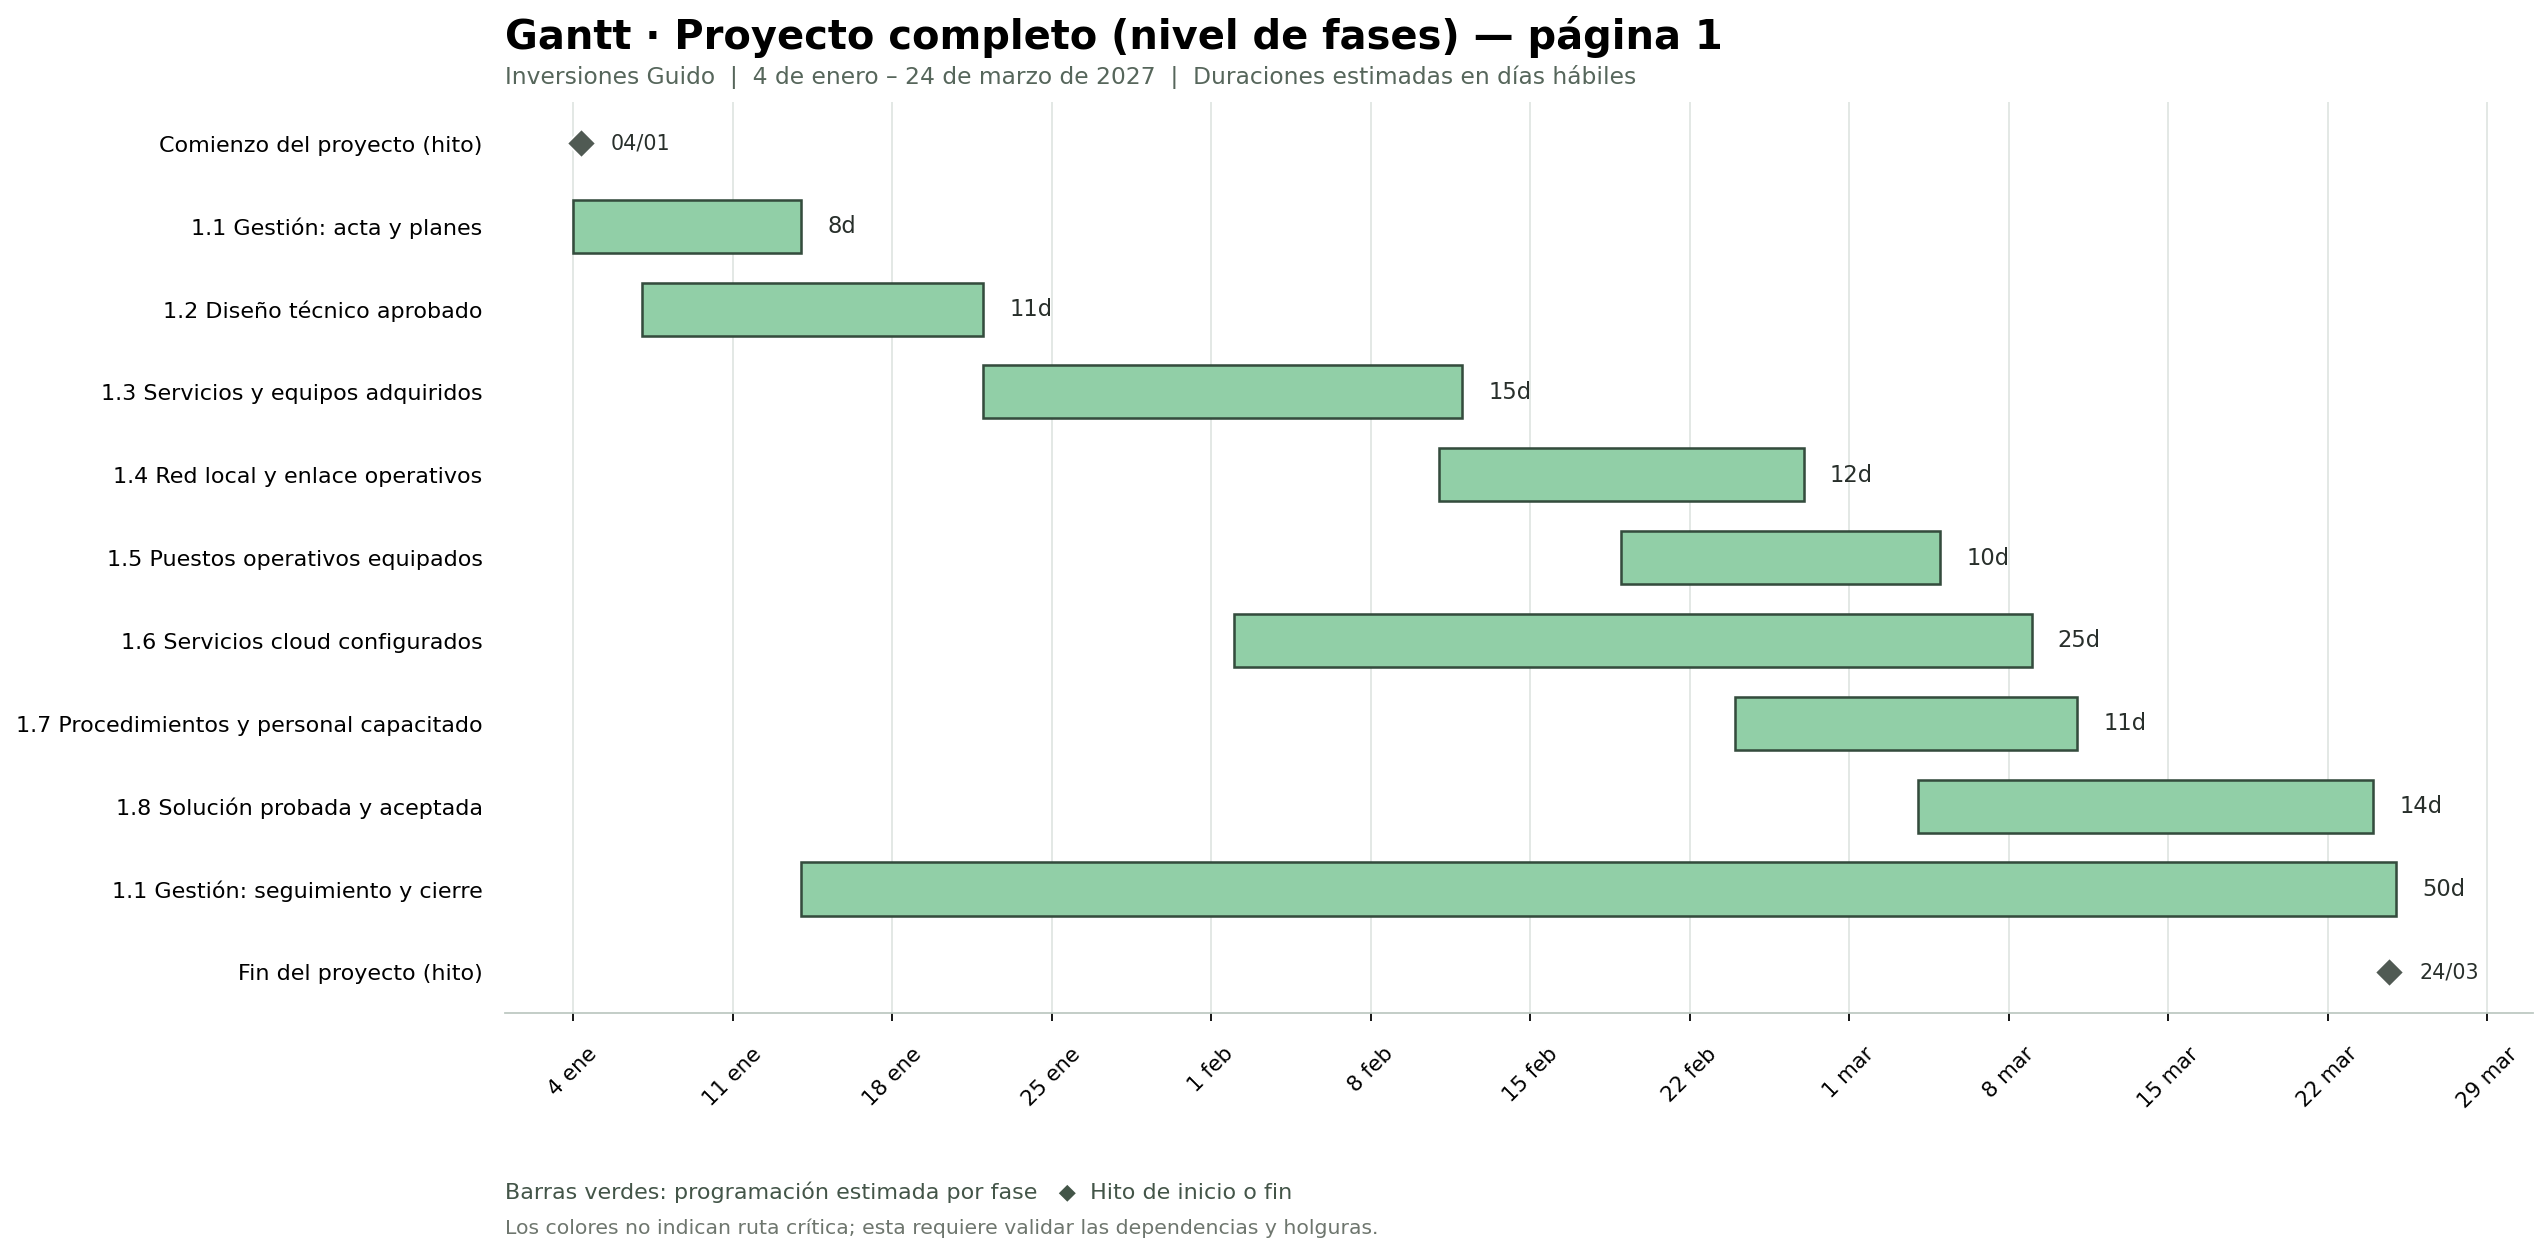 Gantt · Proyecto completo (nivel de fases) — página 1
Inversiones Guido | 4 de enero – 24 de marzo de 2027 | Duraciones estimadas en días hábiles
Comienzo del proyecto (hito) 04/01
1.1 Gestión: acta y planes 8d
1.2 Diseño técnico aprobado 11d
1.3 Servicios y equipos adquiridos 15d
1.4 Red local y enlace operativos 12d
1.5 Puestos operativos equipados 10d
1.6 Servicios cloud configurados 25d
1.7 Procedimientos y personal capacitado 11d
1.8 Solución probada y aceptada 14d
1.1 Gestión: seguimiento y cierre 50d
Fin del proyecto (hito) 24/03
4 ene 11 ene 18 ene 25 ene 1 feb 8 feb 15 feb 22 feb 1 mar 8 mar 15 mar 22 mar 29 mar
Barras verdes: programación estimada por fase ◆ Hito de inicio o fin
Los colores no indican ruta crítica; esta requiere validar las dependencias y holguras.